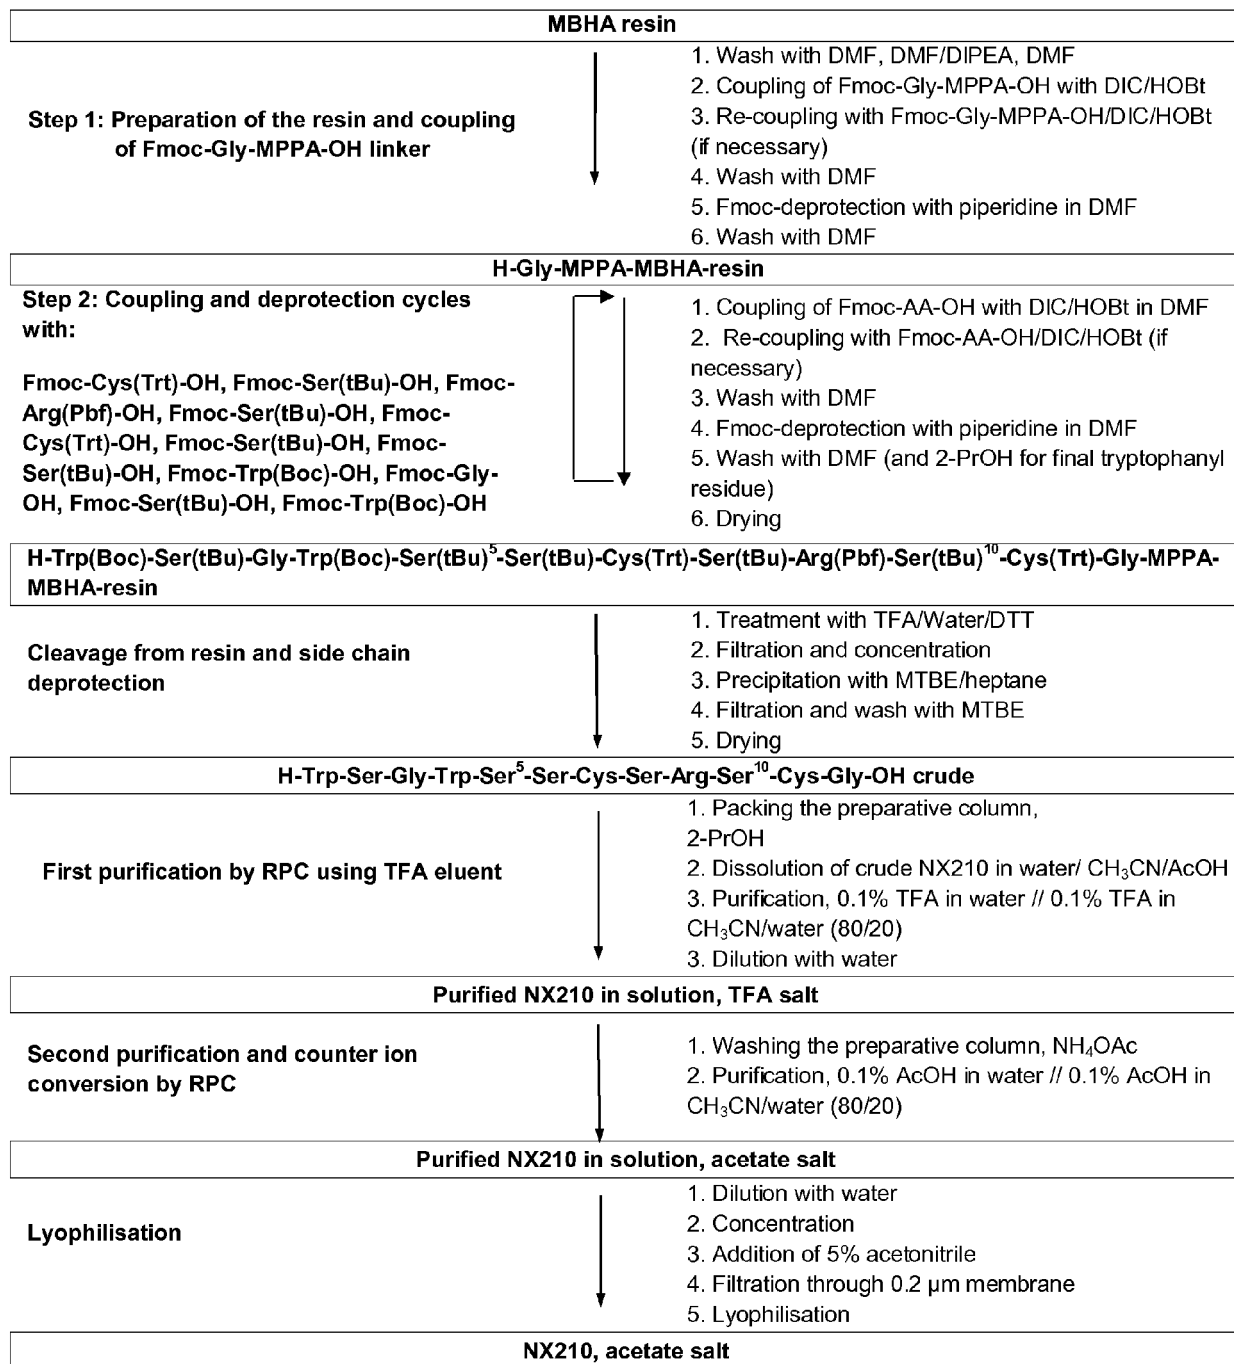 MBHA resin
Step 1: Preparation of the resin and coupling
of Fmoc-Gly-MPPA-OH linker
1. Wash with DMF, DMF/DIPEA, DMF
2. Coupling of Fmoc-Gly-MPPA-OH with DIC/HOBt
3. Re-coupling with Fmoc-Gly-MPPA-OH/DIC/HOBt
(if necessary)
4. Wash with DMF
5. Fmoc-deprotection with piperidine in DMF
6. Wash with DMF
H-Gly-MPPA-MBHA-resin
Step 2: Coupling and deprotection cycles
with:
Fmoc-Cys(Trt)-OH, Fmoc-Ser(tBu)-OH, Fmoc-
Arg(Pbf)-OH, Fmoc-Ser(tBu)-OH, Fmoc-
Cys(Trt)-OH, Fmoc-Ser(tBu)-OH, Fmoc-
Ser(tBu)-OH, Fmoc-Trp(Boc)-OH, Fmoc-Gly-
OH, Fmoc-Ser(tBu)-OH, Fmoc-Trp(Boc)-OH
1. Coupling of Fmoc-AA-OH with DIC/HOBt in DMF
2. Re-coupling with Fmoc-AA-OH/DIC/HOBt (if
necessary)
3. Wash with DMF
4. Fmoc-deprotection with piperidine in DMF
5. Wash with DMF (and 2-PrOH for final tryptophanyl
residue)
6. Drying
H-Trp(Boc)-Ser(tBu)-Gly-Trp(Boc)-Ser(tBu)⁵-Ser(tBu)-Cys(Trt)-Ser(tBu)-Arg(Pbf)-Ser(tBu)¹⁰-Cys(Trt)-Gly-MPPA-
MBHA-resin
Cleavage from resin and side chain
deprotection
1. Treatment with TFA/Water/DTT
2. Filtration and concentration
3. Precipitation with MTBE/heptane
4. Filtration and wash with MTBE
5. Drying
H-Trp-Ser-Gly-Trp-Ser⁵-Ser-Cys-Ser-Arg-Ser¹⁰-Cys-Gly-OH crude
First purification by RPC using TFA eluent
1. Packing the preparative column,
2-PrOH
2. Dissolution of crude NX210 in water/ CH₃CN/AcOH
3. Purification, 0.1% TFA in water // 0.1% TFA in
CH₃CN/water (80/20)
3. Dilution with water
Purified NX210 in solution, TFA salt
Second purification and counter ion
conversion by RPC
1. Washing the preparative column, NH₄OAc
2. Purification, 0.1% AcOH in water // 0.1% AcOH in
CH₃CN/water (80/20)
Purified NX210 in solution, acetate salt
Lyophilisation
1. Dilution with water
2. Concentration
3. Addition of 5% acetonitrile
4. Filtration through 0.2 µm membrane
5. Lyophilisation
NX210, acetate salt